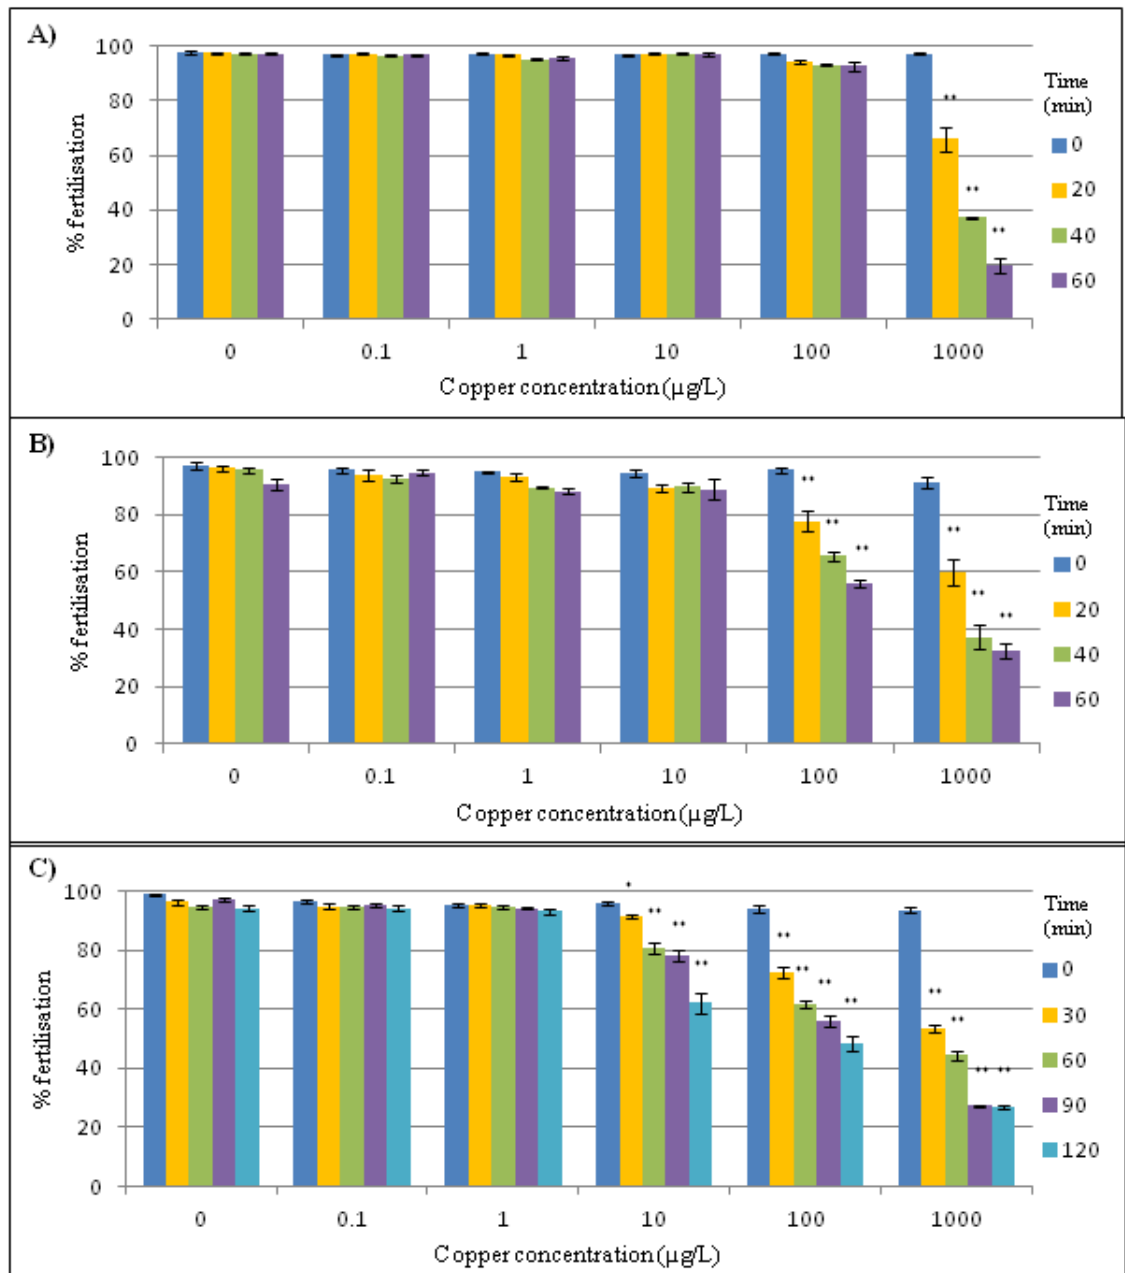 A)
100
80
60
40
20
0
% fertilisation
** ** **
0 0.1 1 10 100 1000
Copper concentration (µg/L)
Time
(min)
0
20
40
60
B)
100
80
60
40
20
0
% fertilisation
** ** ** ** ** **
0 0.1 1 10 100 1000
Copper concentration (µg/L)
Time
(min)
0
20
40
60
C)
100
80
60
40
20
0
% fertilisation
* ** ** ** ** ** ** ** ** ** ** **
0 0.1 1 10 100 1000
Copper concentration (µg/L)
Time
(min)
0
30
60
90
120